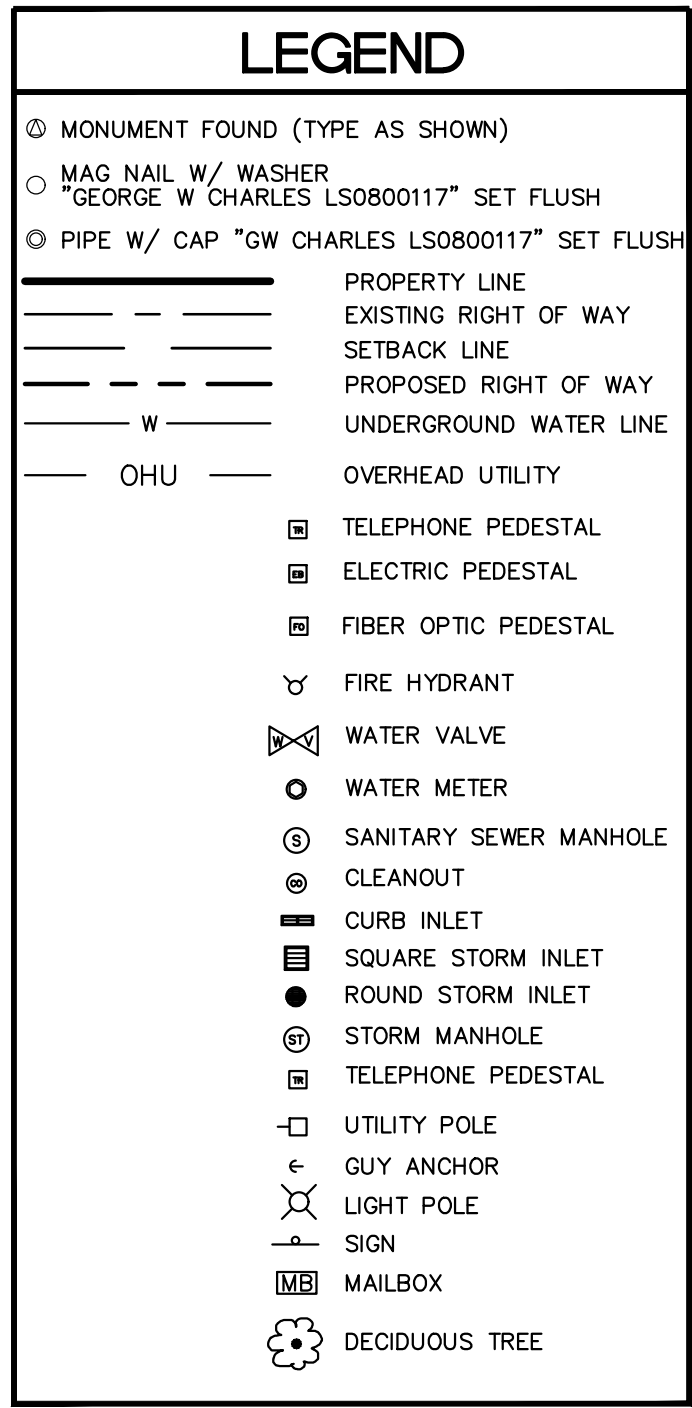 LEGEND
MONUMENT FOUND (TYPE AS SHOWN)
MAG NAIL W/ WASHER
"GEORGE W CHARLES LS0800117" SET FLUSH
PIPE W/ CAP "GW CHARLES LS0800117" SET FLUSH
PROPERTY LINE
EXISTING RIGHT OF WAY
SETBACK LINE
PROPOSED RIGHT OF WAY
W UNDERGROUND WATER LINE
OHU OVERHEAD UTILITY
TR TELEPHONE PEDESTAL
EB ELECTRIC PEDESTAL
FO FIBER OPTIC PEDESTAL
FIRE HYDRANT
W V WATER VALVE
WATER METER
S SANITARY SEWER MANHOLE
CO CLEANOUT
CURB INLET
SQUARE STORM INLET
ROUND STORM INLET
ST STORM MANHOLE
TR TELEPHONE PEDESTAL
UTILITY POLE
GUY ANCHOR
LIGHT POLE
SIGN
MB MAILBOX
DECIDUOUS TREE